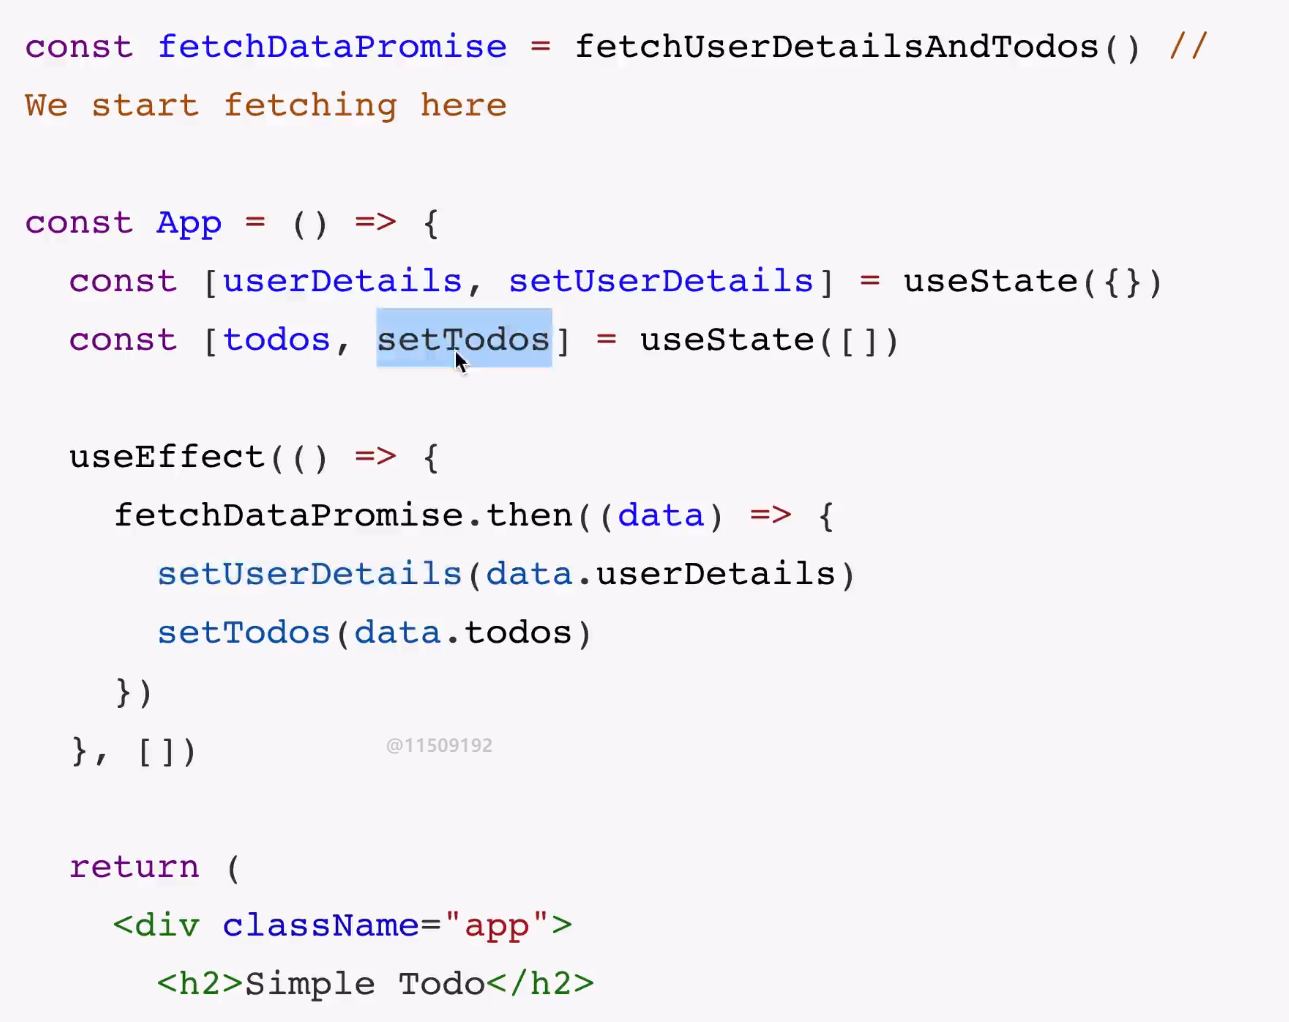 const fetchDataPromise = fetchUserDetailsAndTodos() //
We start fetching here
const App = () => {
const [userDetails, setUserDetails] = useState({})
const [todos, setTodos] = useState([])
useEffect(() => {
fetchDataPromise.then((data) => {
setUserDetails(data.userDetails)
setTodos(data.todos)
})
}, [])
@11509192
return (
<div className="app">
<h2>Simple Todo</h2>